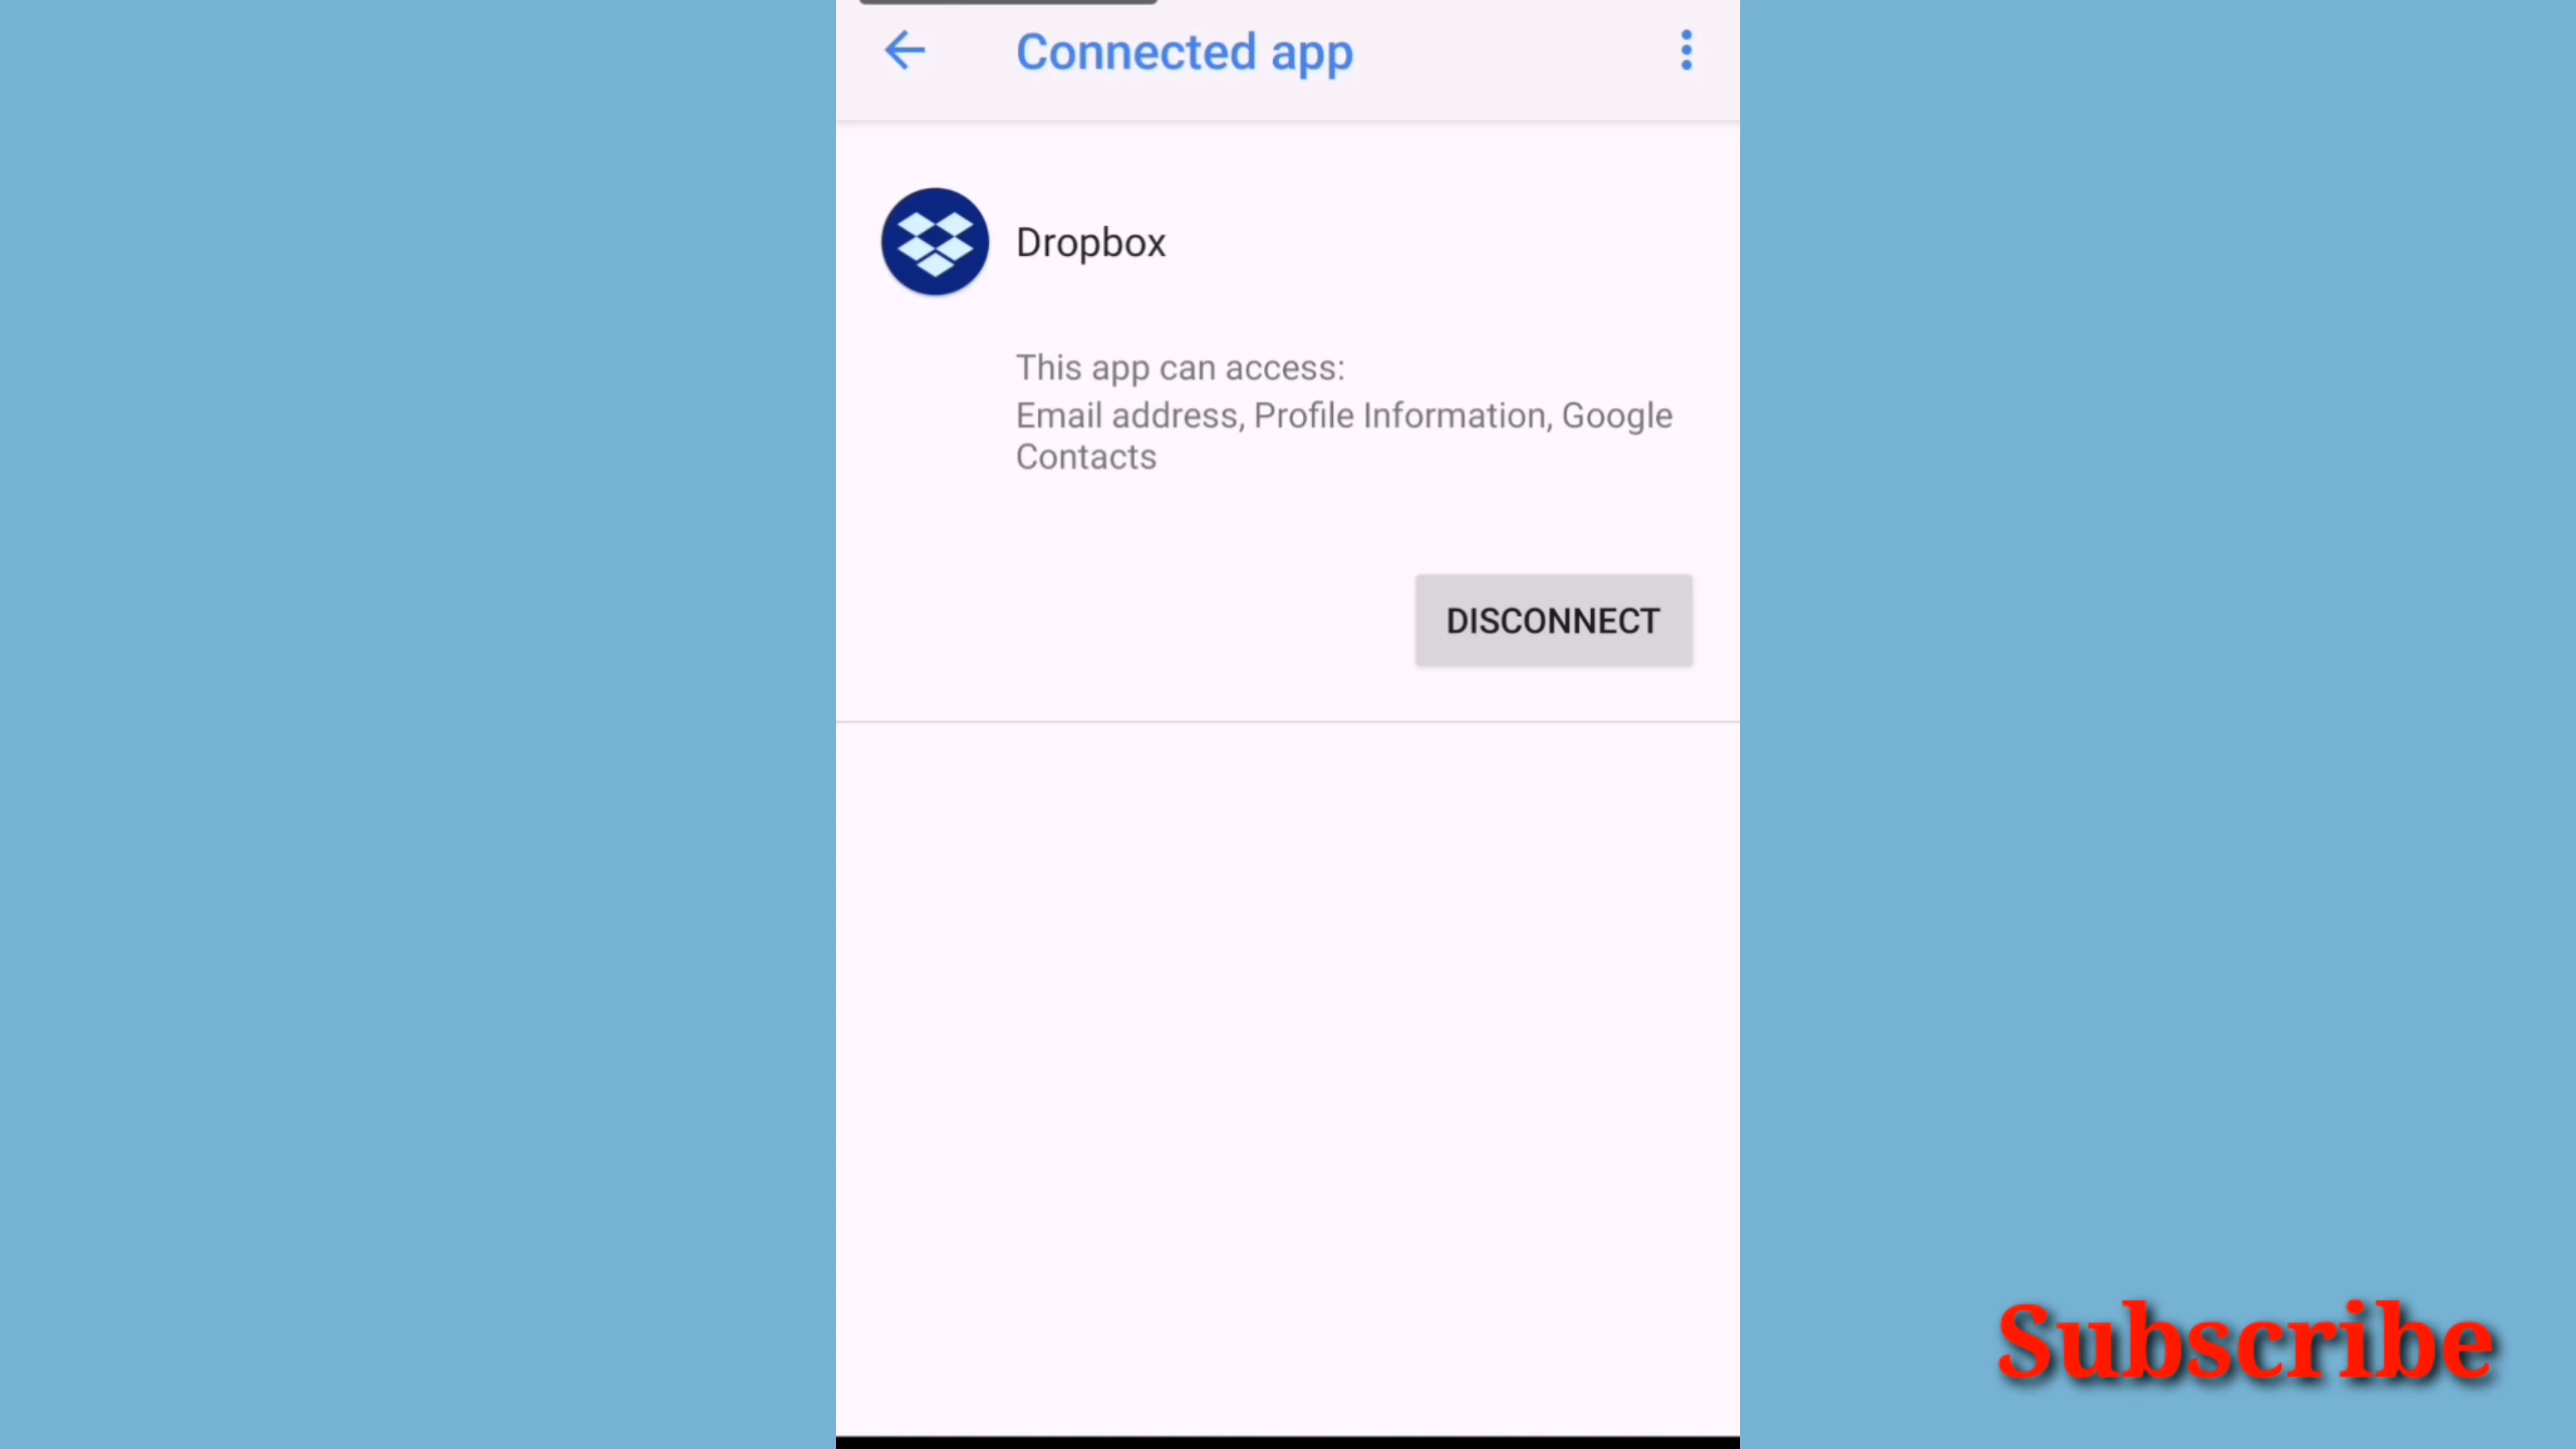 Connected app
Dropbox
This app can access:
Email address, Profile Information, Google
Contacts
DISCONNECT
Subscribe